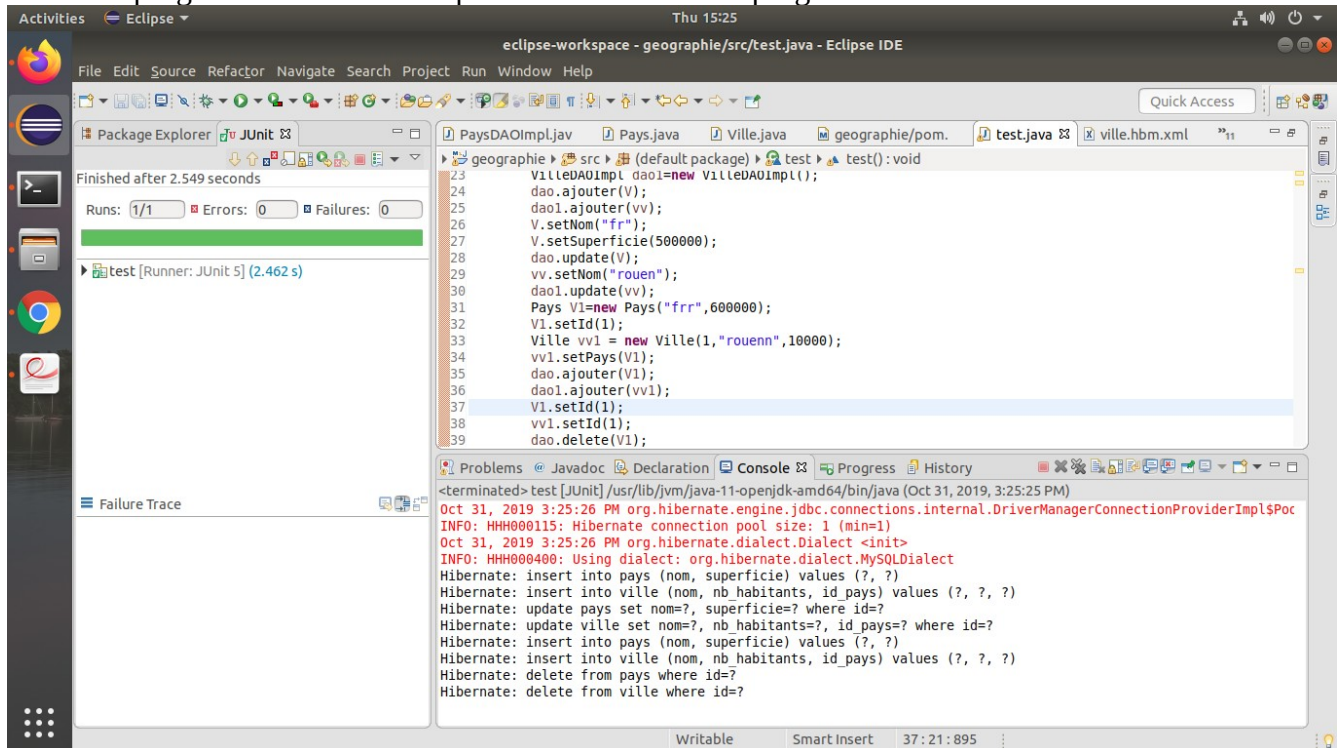 Activities Eclipse Thu 15:25
eclipse-workspace - geographie/src/test.java - Eclipse IDE
File Edit Source Refactor Navigate Search Project Run Window Help
Quick Access
Package Explorer JUnit
PaysDAOImpl.jav Pays.java Ville.java geographie/pom. test.java ville.hbm.xml »11
geographie src (default package) test test() : void
Finished after 2.549 seconds
Runs: 1/1 Errors: 0 Failures: 0
test [Runner: JUnit 5] (2.462 s)
Failure Trace
23 VilleDAOImpl dao1=new VilleDAOImpl();
24 dao.ajouter(V);
25 dao1.ajouter(vv);
26 V.setNom("fr");
27 V.setSuperficie(500000);
28 dao.update(V);
29 vv.setNom("rouen");
30 dao1.update(vv);
31 Pays V1=new Pays("frr",600000);
32 V1.setId(1);
33 Ville vv1 = new Ville(1,"rouenn",10000);
34 vv1.setPays(V1);
35 dao.ajouter(V1);
36 dao1.ajouter(vv1);
37 V1.setId(1);
38 vv1.setId(1);
39 dao.delete(V1);
Problems Javadoc Declaration Console Progress History
<terminated> test [JUnit] /usr/lib/jvm/java-11-openjdk-amd64/bin/java (Oct 31, 2019, 3:25:25 PM)
Oct 31, 2019 3:25:26 PM org.hibernate.engine.jdbc.connections.internal.DriverManagerConnectionProviderImpl$Poc
INFO: HHH000115: Hibernate connection pool size: 1 (min=1)
Oct 31, 2019 3:25:26 PM org.hibernate.dialect.Dialect <init>
INFO: HHH000400: Using dialect: org.hibernate.dialect.MySQLDialect
Hibernate: insert into pays (nom, superficie) values (?, ?)
Hibernate: insert into ville (nom, nb_habitants, id_pays) values (?, ?, ?)
Hibernate: update pays set nom=?, superficie=? where id=?
Hibernate: update ville set nom=?, nb_habitants=?, id_pays=? where id=?
Hibernate: insert into pays (nom, superficie) values (?, ?)
Hibernate: insert into ville (nom, nb_habitants, id_pays) values (?, ?, ?)
Hibernate: delete from pays where id=?
Hibernate: delete from ville where id=?
Writable Smart Insert 37 : 21 : 895